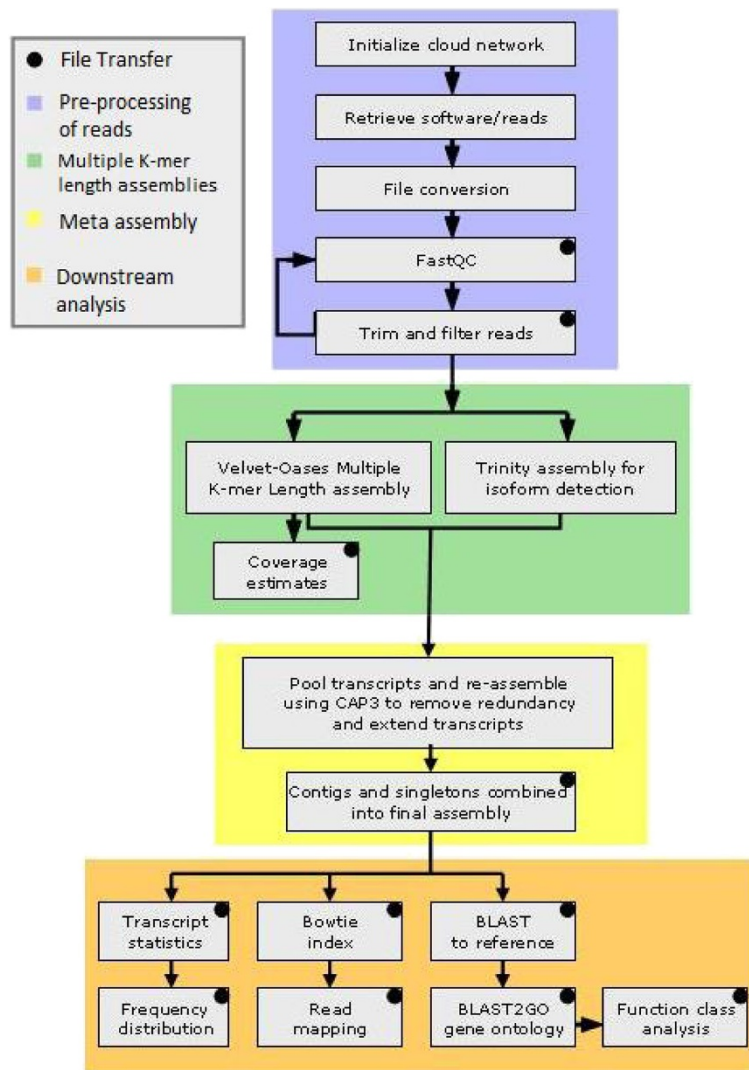 File Transfer
Pre-processing
of reads
Multiple K-mer
length assemblies
Meta assembly
Downstream
analysis
Initialize cloud network
Retrieve software/reads
File conversion
FastQC
Trim and filter reads
Velvet-Oases Multiple
K-mer Length assembly
Trinity assembly for
isoform detection
Coverage
estimates
Pool transcripts and re-assemble
using CAP3 to remove redundancy
and extend transcripts
Contigs and singletons combined
into final assembly
Transcript
statistics
Bowtie
index
BLAST
to reference
Frequency
distribution
Read
mapping
BLAST2GO
gene ontology
Function class
analysis